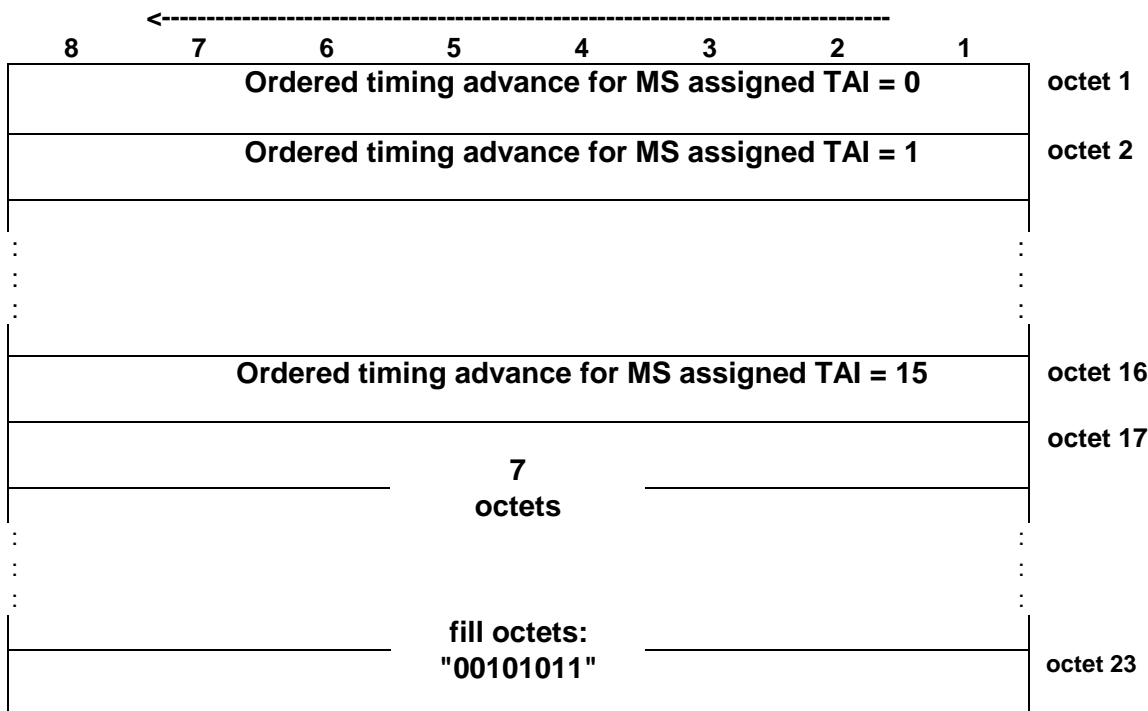 <--------------------------------------------------------------------------------
8 7 6 5 4 3 2 1
Ordered timing advance for MS assigned TAI = 0 octet 1
Ordered timing advance for MS assigned TAI = 1 octet 2
: :
: :
: :
Ordered timing advance for MS assigned TAI = 15 octet 16
octet 17
7
octets
: :
: :
: :
fill octets:
"00101011" octet 23